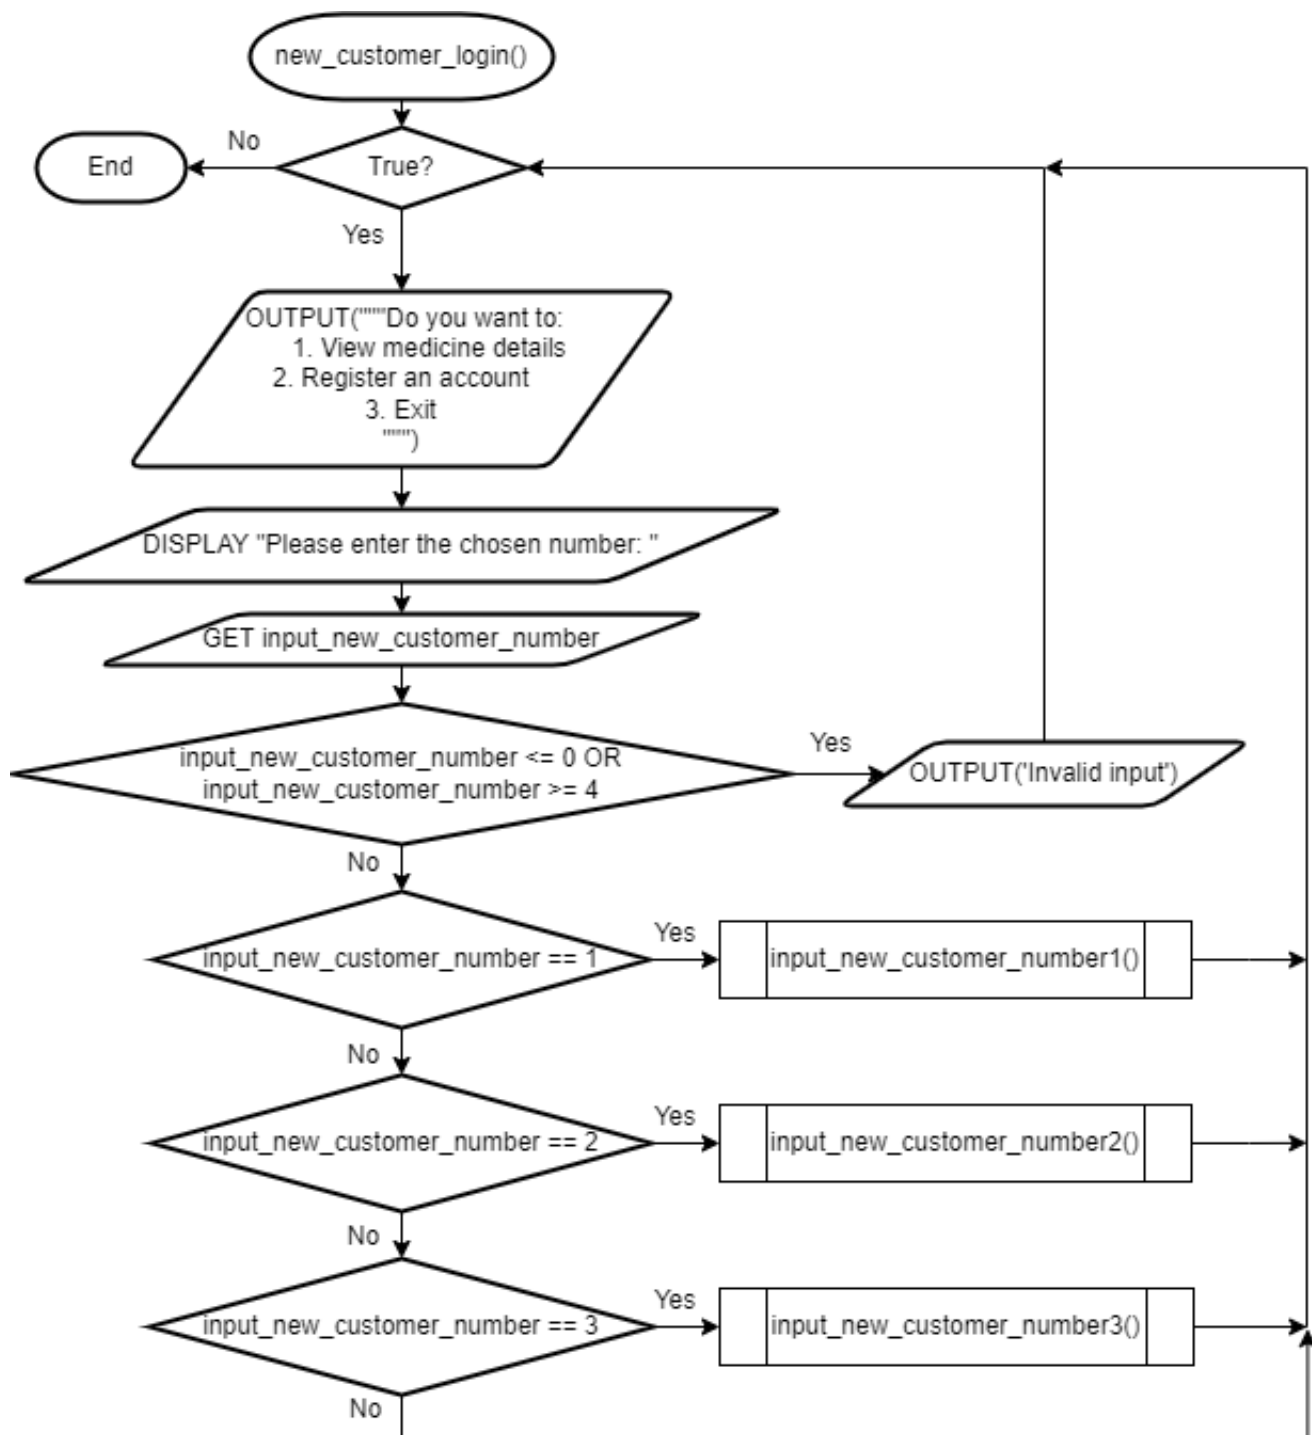 new_customer_login()
No
End
True?
Yes
OUTPUT("""Do you want to:
1. View medicine details
2. Register an account
3. Exit
""")
DISPLAY "Please enter the chosen number: "
GET input_new_customer_number
input_new_customer_number <= 0 OR
input_new_customer_number >= 4
Yes
OUTPUT('Invalid input')
No
input_new_customer_number == 1
Yes
input_new_customer_number1()
No
input_new_customer_number == 2
Yes
input_new_customer_number2()
No
input_new_customer_number == 3
Yes
input_new_customer_number3()
No